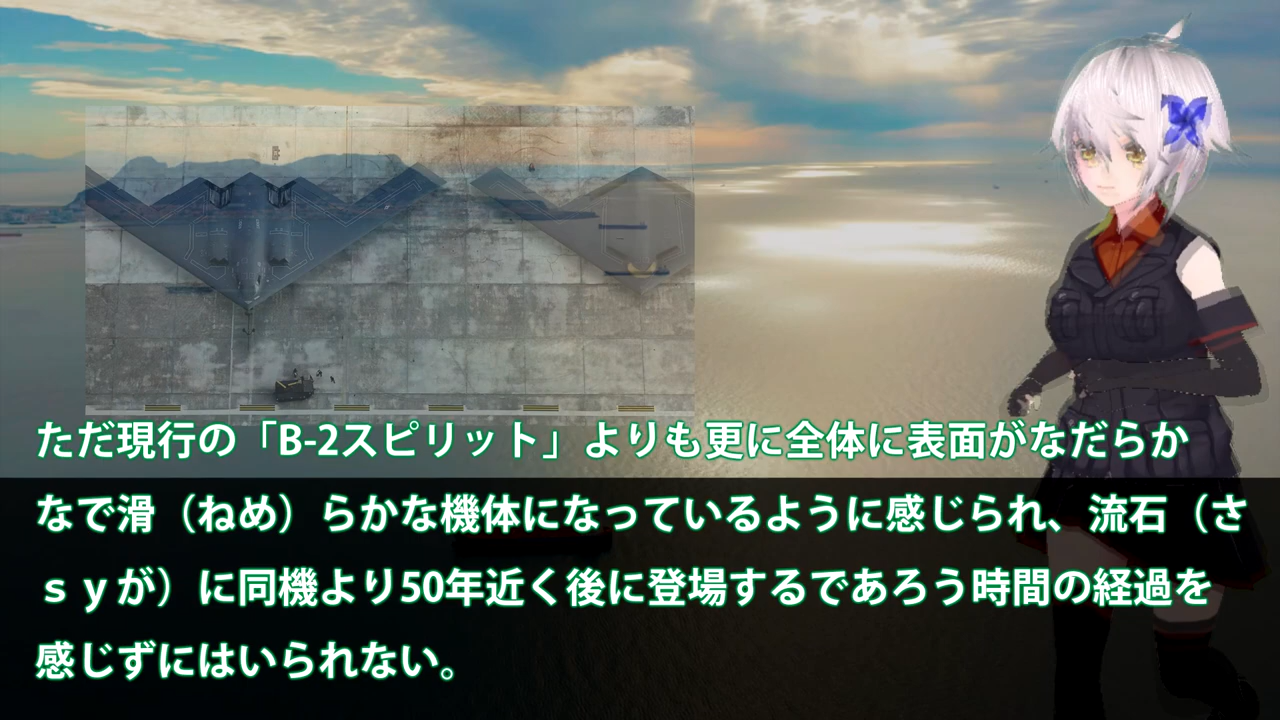 ただ現行の「B-2スピリット」よりも更に全体に表面がなだらか
なで滑（ねめ）らかな機体になっているように感じられ、流石（さ
ｓｙが）に同機より50年近く後に登場するであろう時間の経過を
感じずにはいられない。